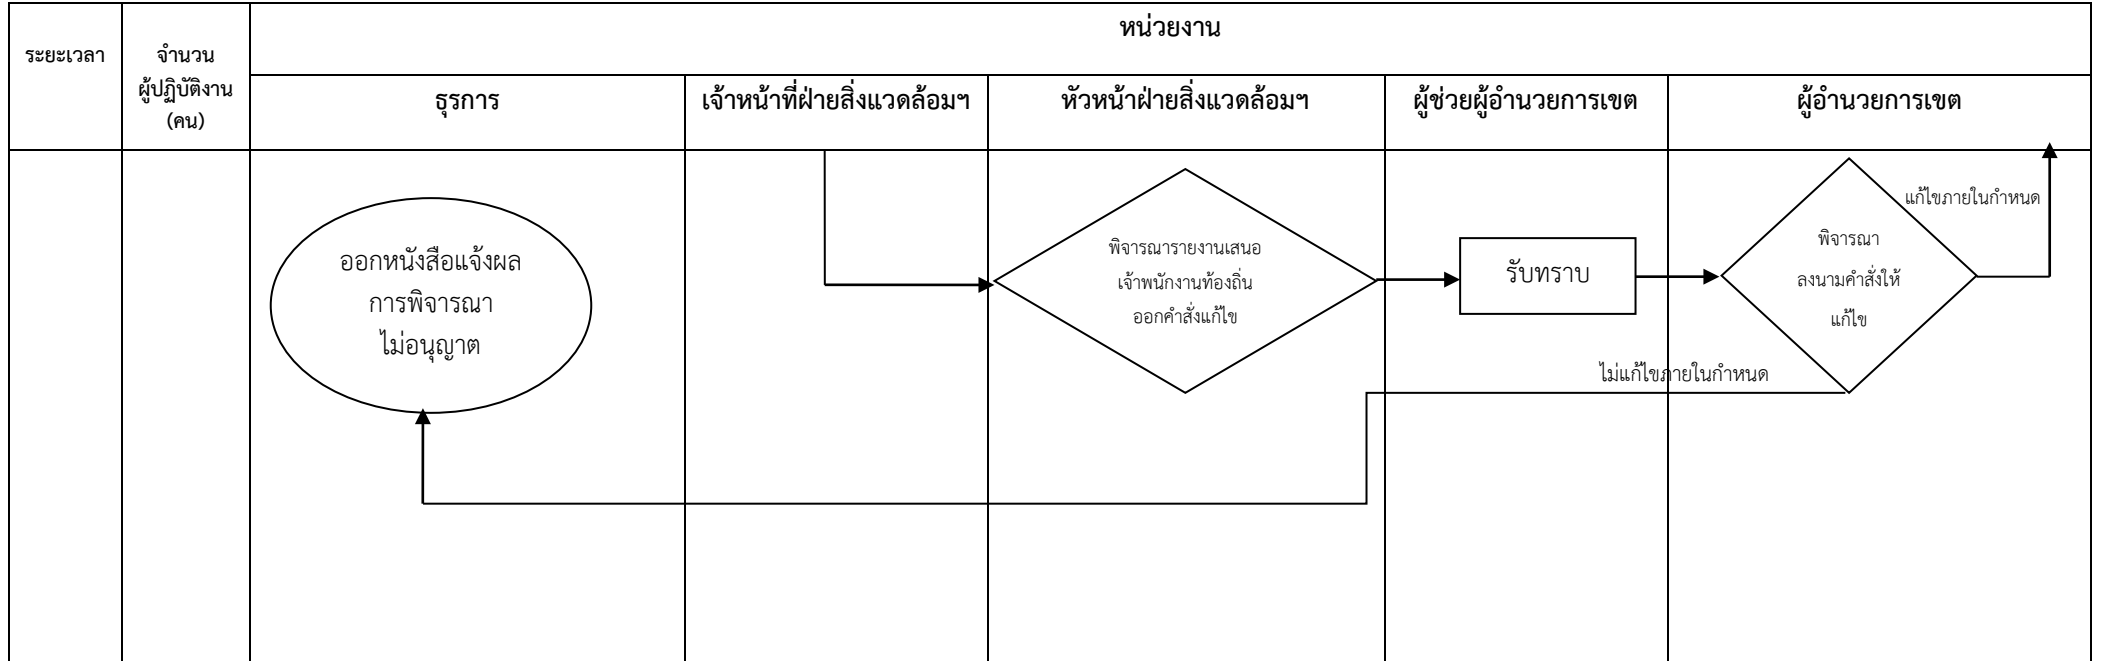 หน่วยงาน
ระยะเวลา
จำนวน
ผู้ปฏิบัติงาน
(คน)
ธุรการ
เจ้าหน้าที่ฝ่ายสิ่งแวดล้อมฯ
หัวหน้าฝ่ายสิ่งแวดล้อมฯ
ผู้ช่วยผู้อำนวยการเขต
ผู้อำนวยการเขต
ออกหนังสือแจ้งผล
การพิจารณา
ไม่อนุญาต
พิจารณารายงานเสนอ
เจ้าพนักงานท้องถิ่น
ออกคำสั่งแก้ไข
รับทราบ
พิจารณา
ลงนามคำสั่งให้
แก้ไข
แก้ไขภายในกำหนด
ไม่แก้ไขภายในกำหนด